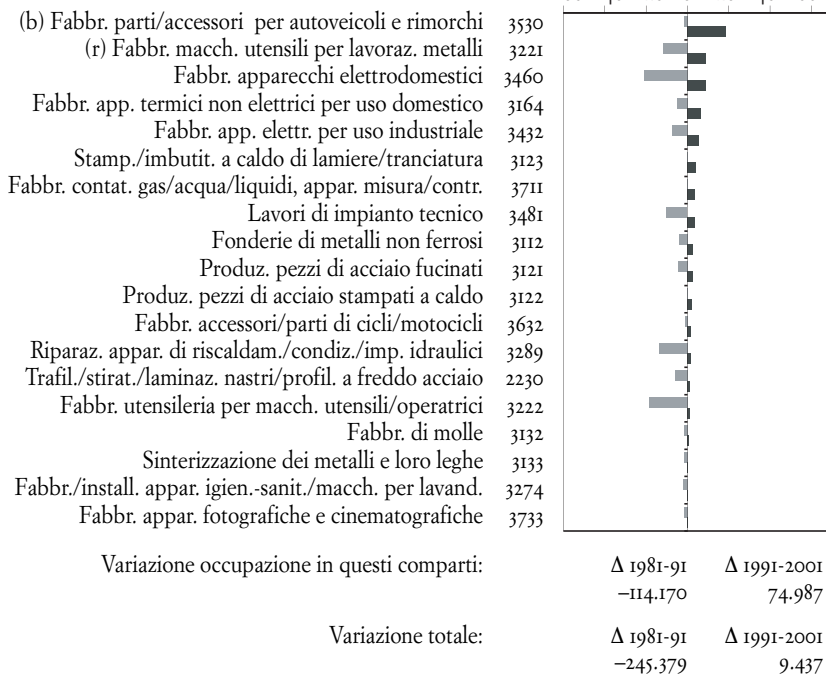 (b) Fabbr. parti/accessori per autoveicoli e rimorchi 3530
(r) Fabbr. macch. utensili per lavoraz. metalli 3221
Fabbr. apparecchi elettrodomestici 3460
Fabbr. app. termici non elettrici per uso domestico 3164
Fabbr. app. elettr. per uso industriale 3432
Stamp./imbutit. a caldo di lamiere/tranciatura 3123
Fabbr. contat. gas/acqua/liquidi, appar. misura/contr. 3711
Lavori di impianto tecnico 3481
Fonderie di metalli non ferrosi 3112
Produz. pezzi di acciaio fucinati 3121
Produz. pezzi di acciaio stampati a caldo 3122
Fabbr. accessori/parti di cicli/motocicli 3632
Riparaz. appar. di riscaldam./condiz./imp. idraulici 3289
Trafil./stirat./laminaz. nastri/profil. a freddo acciaio 2230
Fabbr. utensileria per macch. utensili/operatrici 3222
Fabbr. di molle 3132
Sinterizzazione dei metalli e loro leghe 3133
Fabbr./install. appar. igien.-sanit./macch. per lavand. 3274
Fabbr. appar. fotografiche e cinematografiche 3733
Variazione occupazione in questi comparti: Δ 1981-91 Δ 1991-2001
–114.170 74.987
Variazione totale: Δ 1981-91 Δ 1991-2001
–245.379 9.437